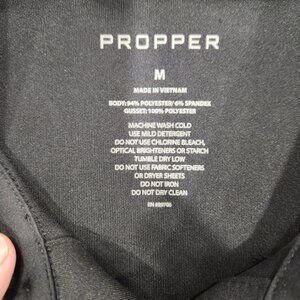 PROPPER
M
MADE IN VIETNAM
BODY: 94% POLYESTER/ 6% SPANDEX
GUSSET: 100% POLYESTER
MACHINE WASH COLD
USE MILD DETERGENT
DO NOT USE CHLORINE BLEACH,
OPTICAL BRIGHTENERS OR STARCH
TUMBLE DRY LOW
DO NOT USE FABRIC SOFTENERS
OR DRYER SHEETS
DO NOT IRON
DO NOT DRY CLEAN
RN